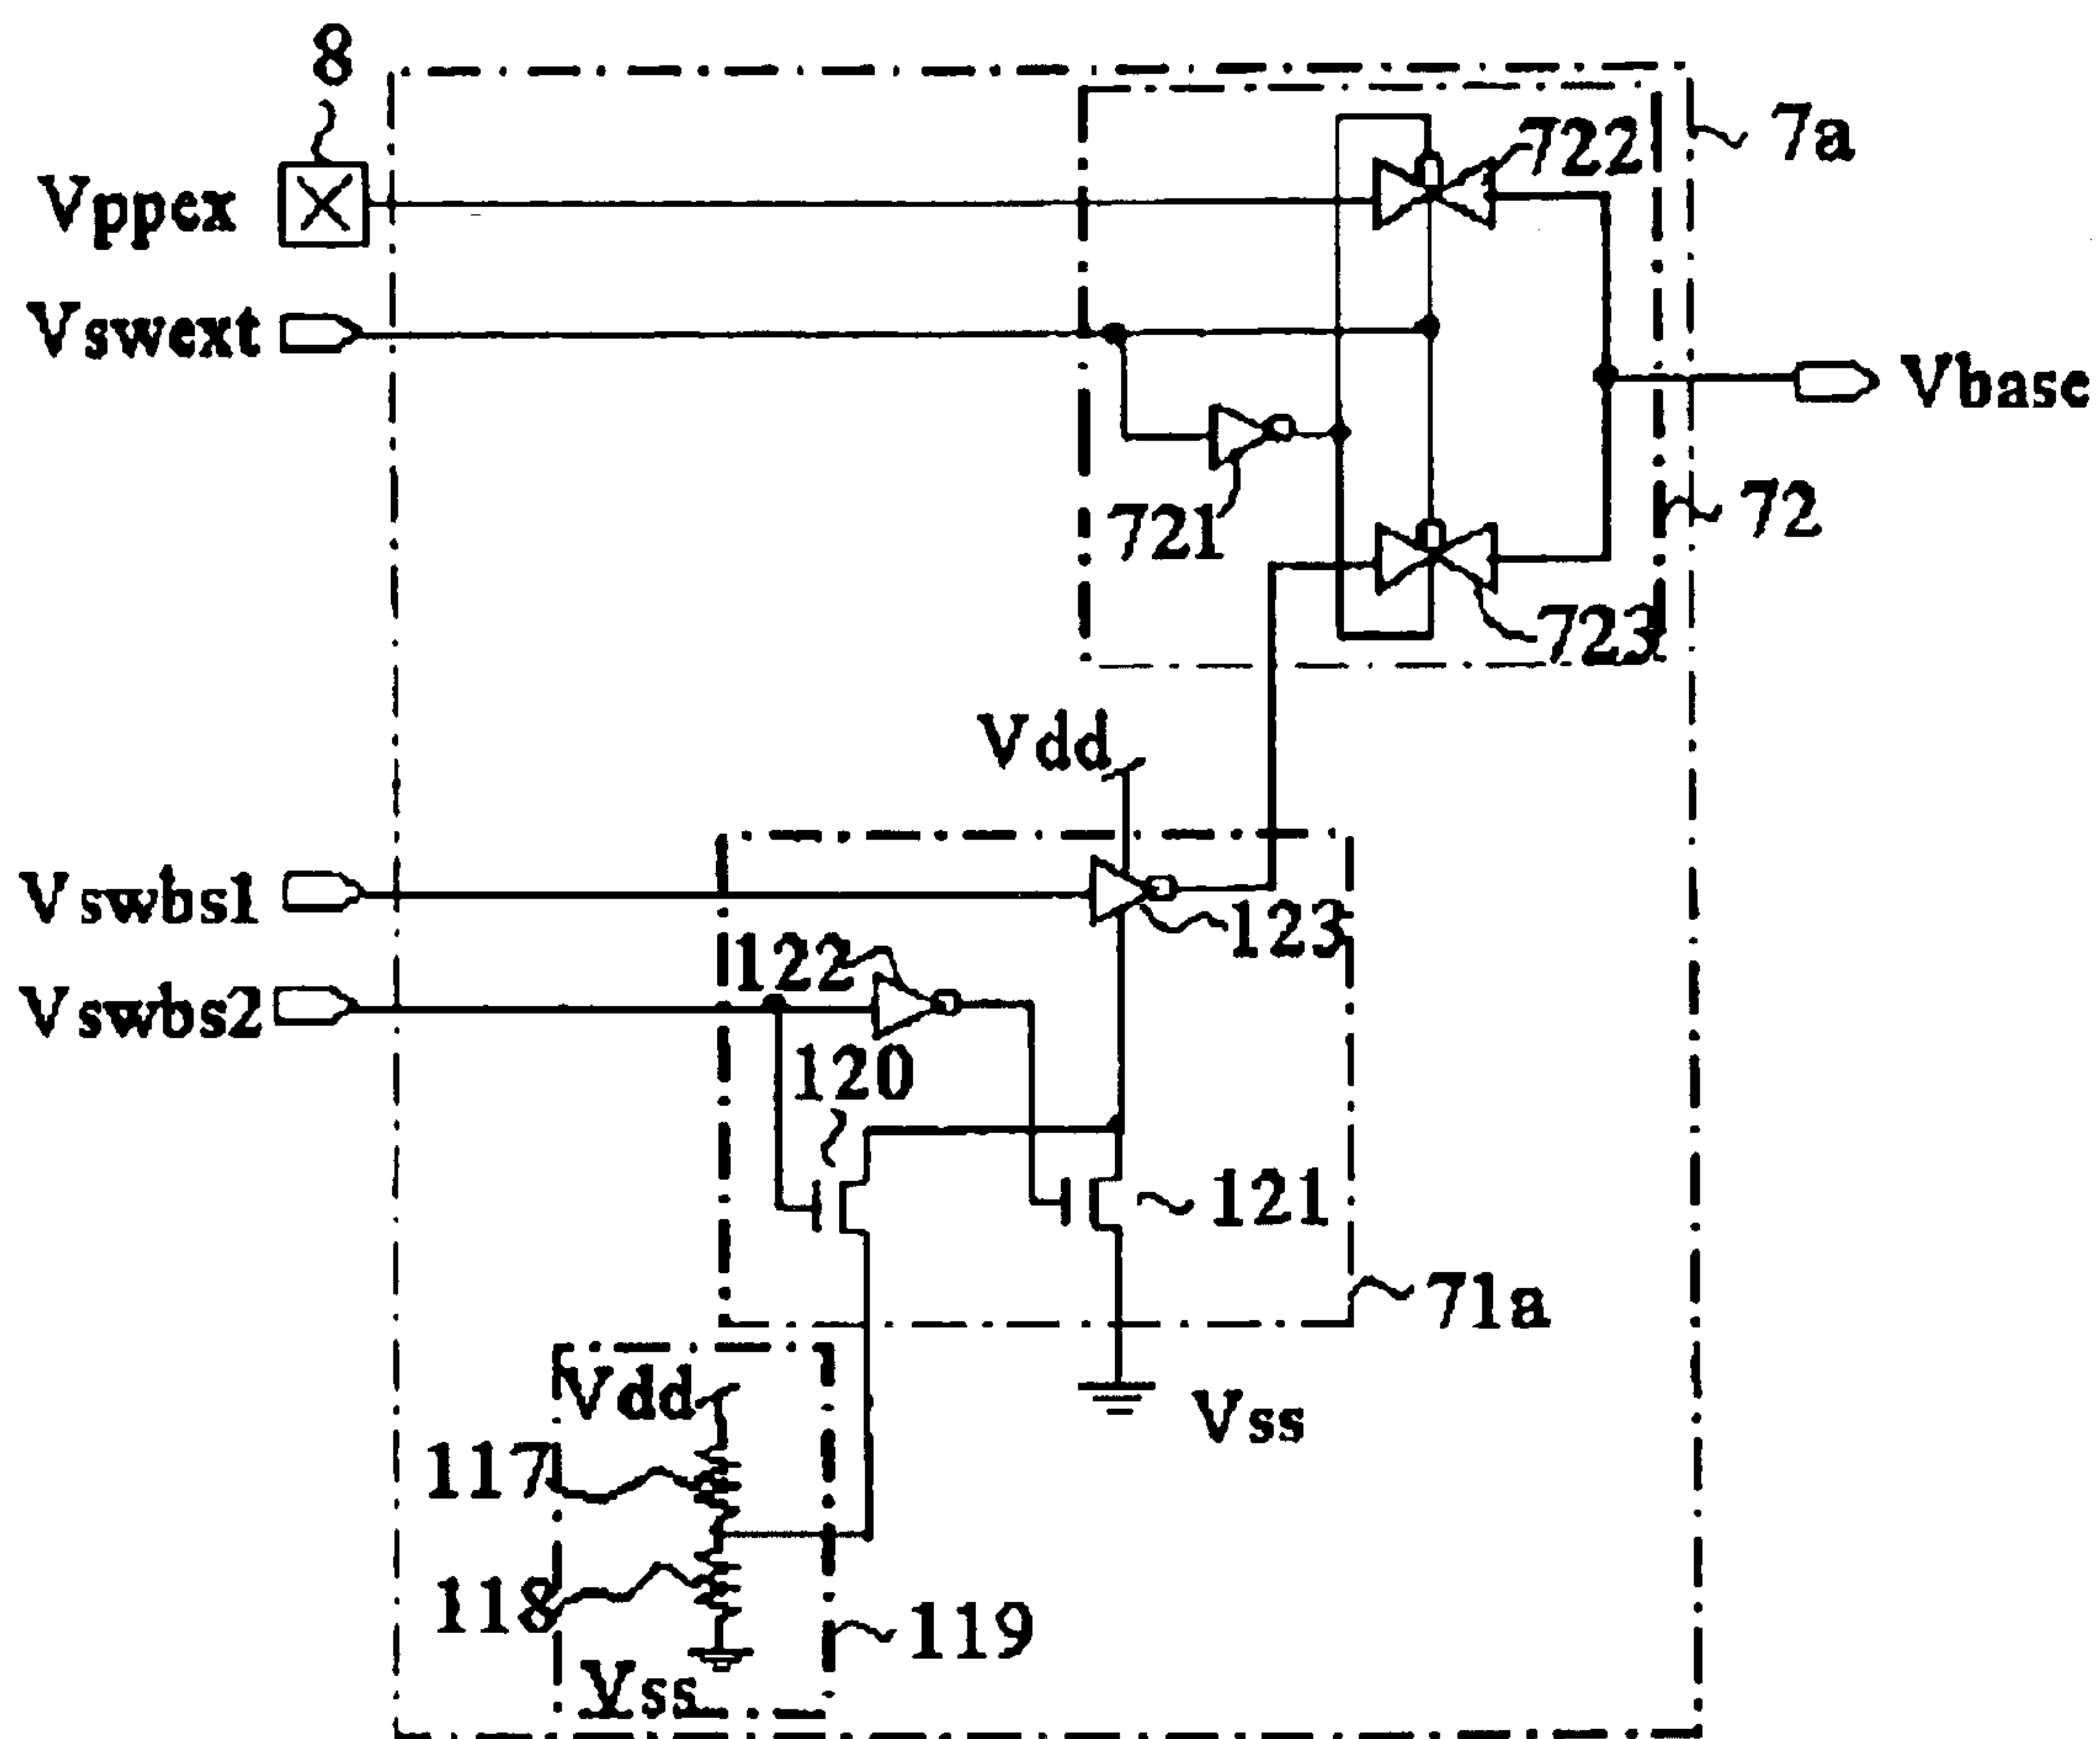 8
7a
722
Vppex
Vswext
Vbase
721
72
723
Vdd
Vswbs1
123
122
Vswbs2
120
121
71a
Vdd
Vss
117
118
119
Vss